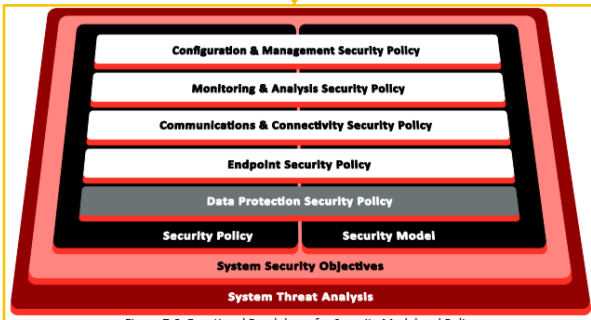 Configuration & Management Security Policy
Monitoring & Analysis Security Policy
Communications & Connectivity Security Policy
Endpoint Security Policy
Data Protection Security Policy
Security Policy Security Model
System Security Objectives
System Threat Analysis